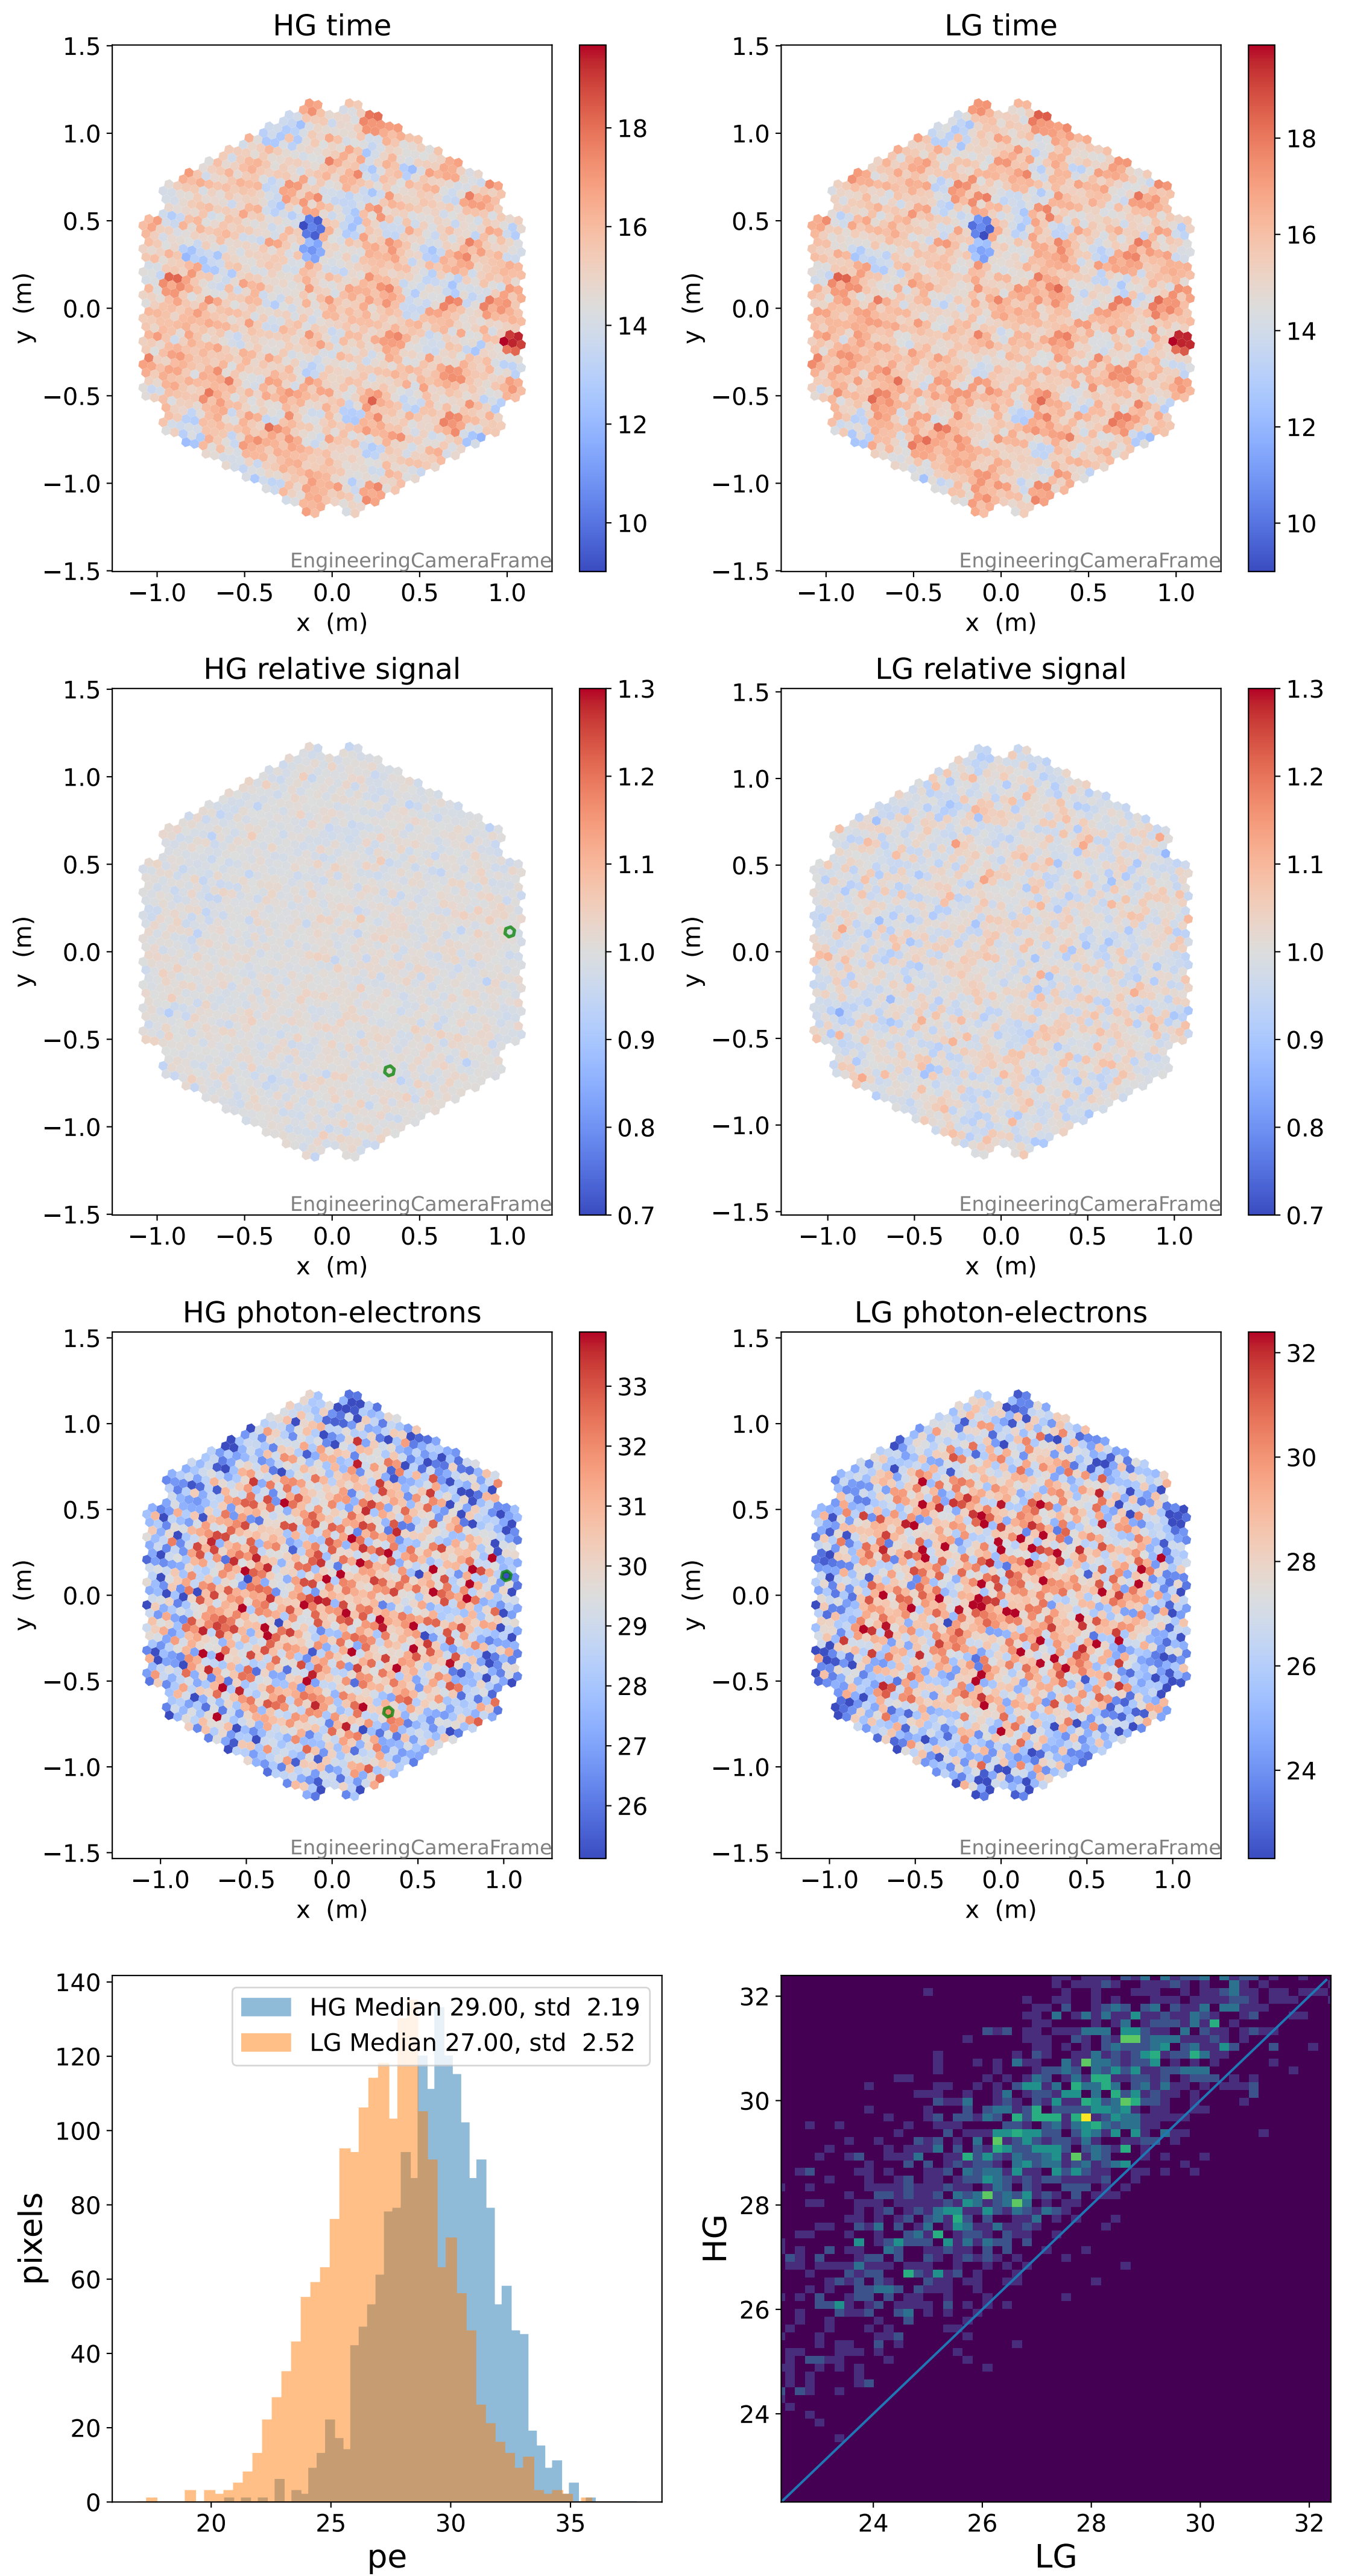 HG time
LG time
1.5
1.0
0.5
0.0
−0.5
−1.0
−1.5
y (m)
−1.0 −0.5 0.0 0.5 1.0
x (m)
EngineeringCameraFrame
18
16
14
12
10
1.5
1.0
0.5
0.0
−0.5
−1.0
−1.5
y (m)
−1.0 −0.5 0.0 0.5 1.0
x (m)
EngineeringCameraFrame
18
16
14
12
10
HG relative signal
LG relative signal
1.5
1.0
0.5
0.0
−0.5
−1.0
−1.5
y (m)
−1.0 −0.5 0.0 0.5 1.0
x (m)
EngineeringCameraFrame
1.3
1.2
1.1
1.0
0.9
0.8
0.7
1.5
1.0
0.5
0.0
−0.5
−1.0
−1.5
y (m)
−1.0 −0.5 0.0 0.5 1.0
x (m)
EngineeringCameraFrame
1.3
1.2
1.1
1.0
0.9
0.8
0.7
HG photon-electrons
LG photon-electrons
1.5
1.0
0.5
0.0
−0.5
−1.0
−1.5
y (m)
−1.0 −0.5 0.0 0.5 1.0
x (m)
EngineeringCameraFrame
33
32
31
30
29
28
27
26
1.5
1.0
0.5
0.0
−0.5
−1.0
−1.5
y (m)
−1.0 −0.5 0.0 0.5 1.0
x (m)
EngineeringCameraFrame
32
30
28
26
24
140
120
100
80
60
40
20
0
pixels
20 25 30 35
pe
HG Median 29.00, std 2.19
LG Median 27.00, std 2.52
32
30
28
26
24
HG
24 26 28 30 32
LG